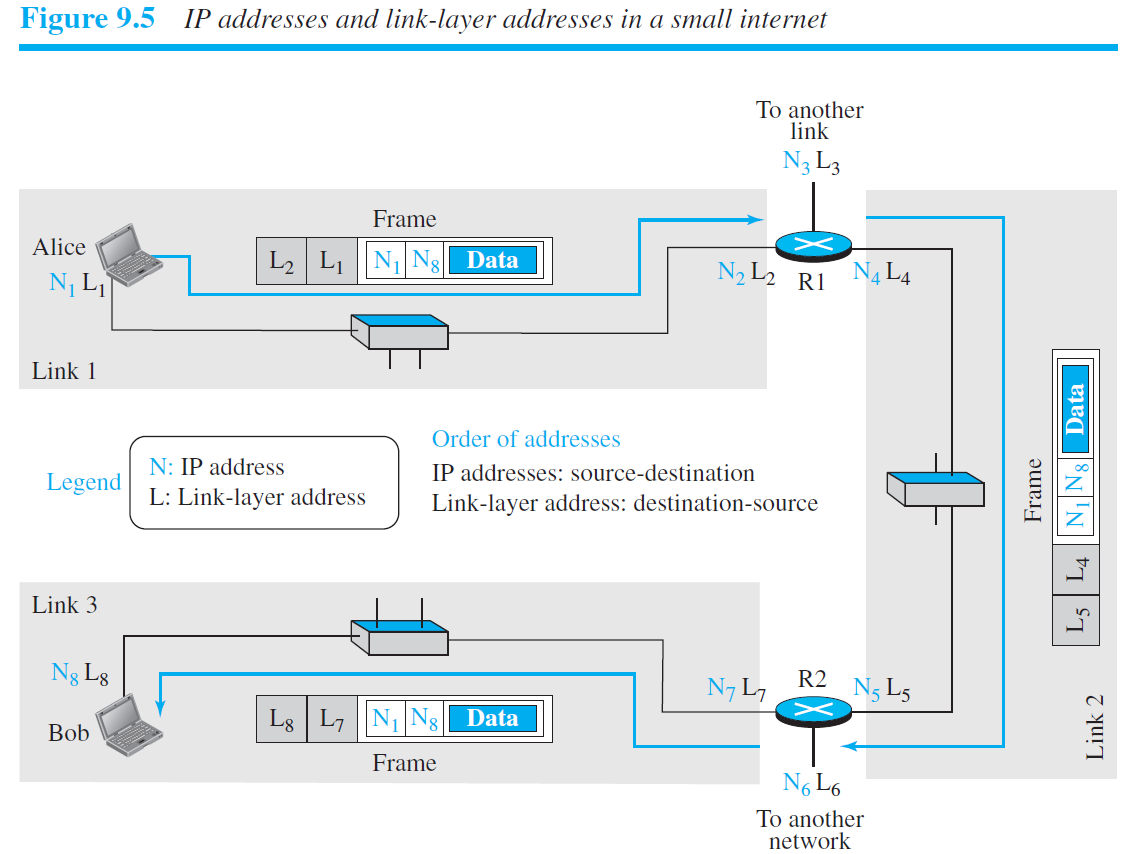 Figure 9.5 IP addresses and link-layer addresses in a small internet
To another
link
N3 L3
Frame
Alice
L2 L1 N1 N8 Data
N1 L1
N2 L2
R1
N4 L4
Link 1
Legend
N: IP address
L: Link-layer address
Order of addresses
IP addresses: source-destination
Link-layer address: destination-source
Frame
L5 L4 N1 N8 Data
Link 2
Link 3
N8 L8
Bob
L8 L7 N1 N8 Data
Frame
N7 L7
R2
N5 L5
N6 L6
To another
network